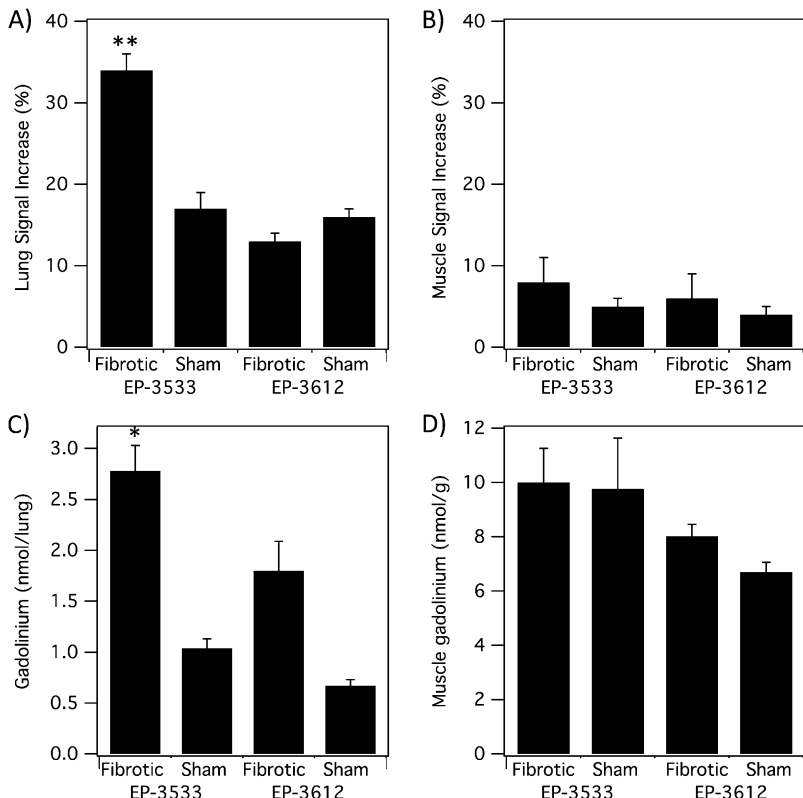 A)
Lung Signal Increase (%)
40
30
20
10
0
**
Fibrotic Sham Fibrotic Sham
EP-3533 EP-3612
B)
Muscle Signal Increase (%)
40
30
20
10
0
Fibrotic Sham Fibrotic Sham
EP-3533 EP-3612
C)
Gadolinium (nmol/lung)
3.0
2.5
2.0
1.5
1.0
0.5
0.0
*
Fibrotic Sham Fibrotic Sham
EP-3533 EP-3612
D)
Muscle gadolinium (nmol/g)
12
10
8
6
4
2
0
Fibrotic Sham Fibrotic Sham
EP-3533 EP-3612